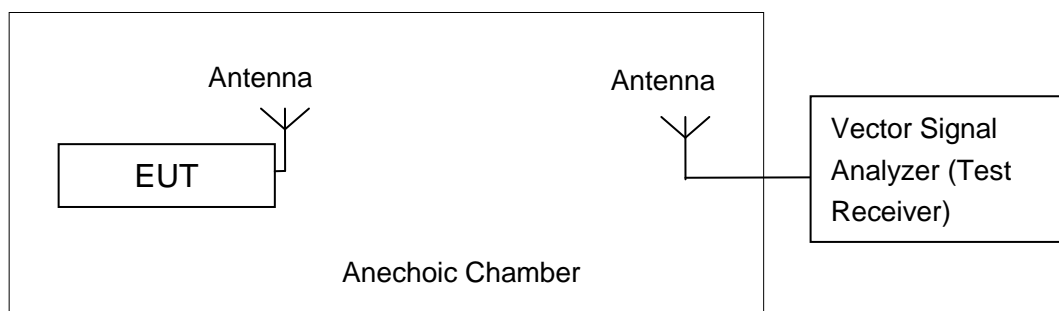 Antenna
Antenna
EUT
Vector Signal
Analyzer (Test
Receiver)
Anechoic Chamber